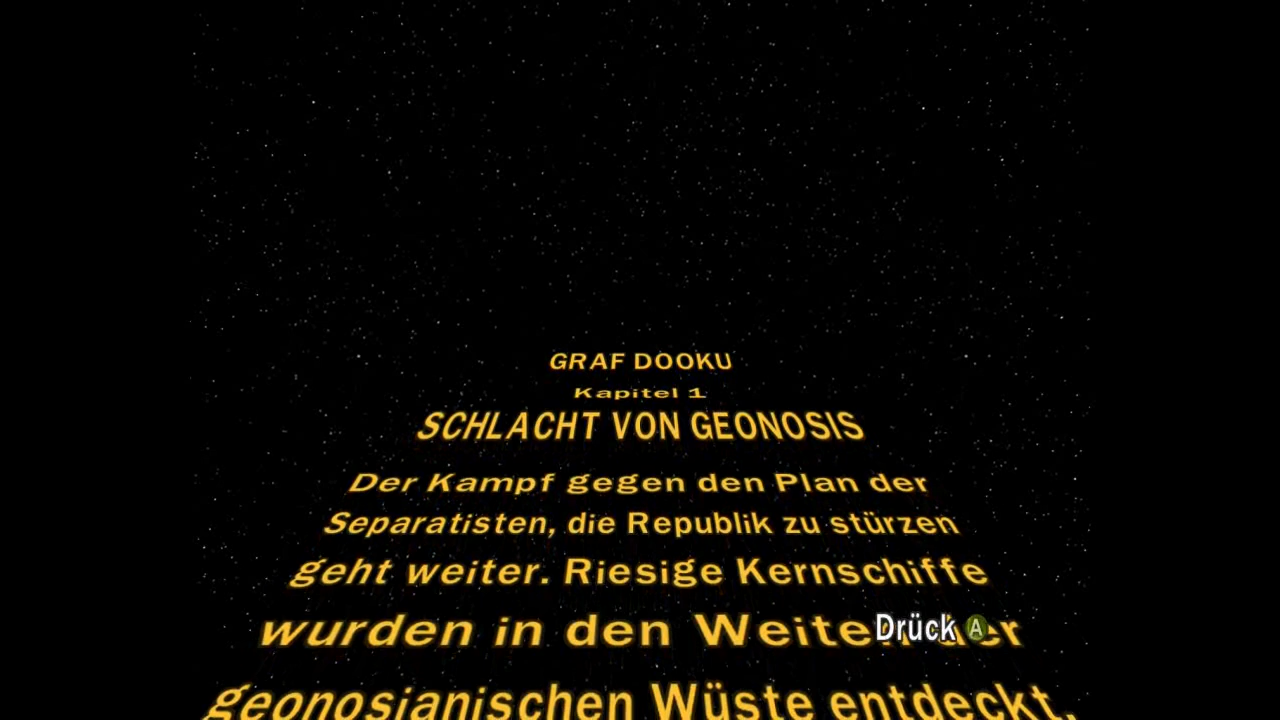 GRAF DOOKU
Kapitel 1
SCHLACHT VON GEONOSIS
Der Kampf gegen den Plan der
Separatisten, die Republik zu stürzen
geht weiter. Riesige Kernschiffe
wurden in den Weiten der
Drück A
geonosianischen Wüste entdeckt.